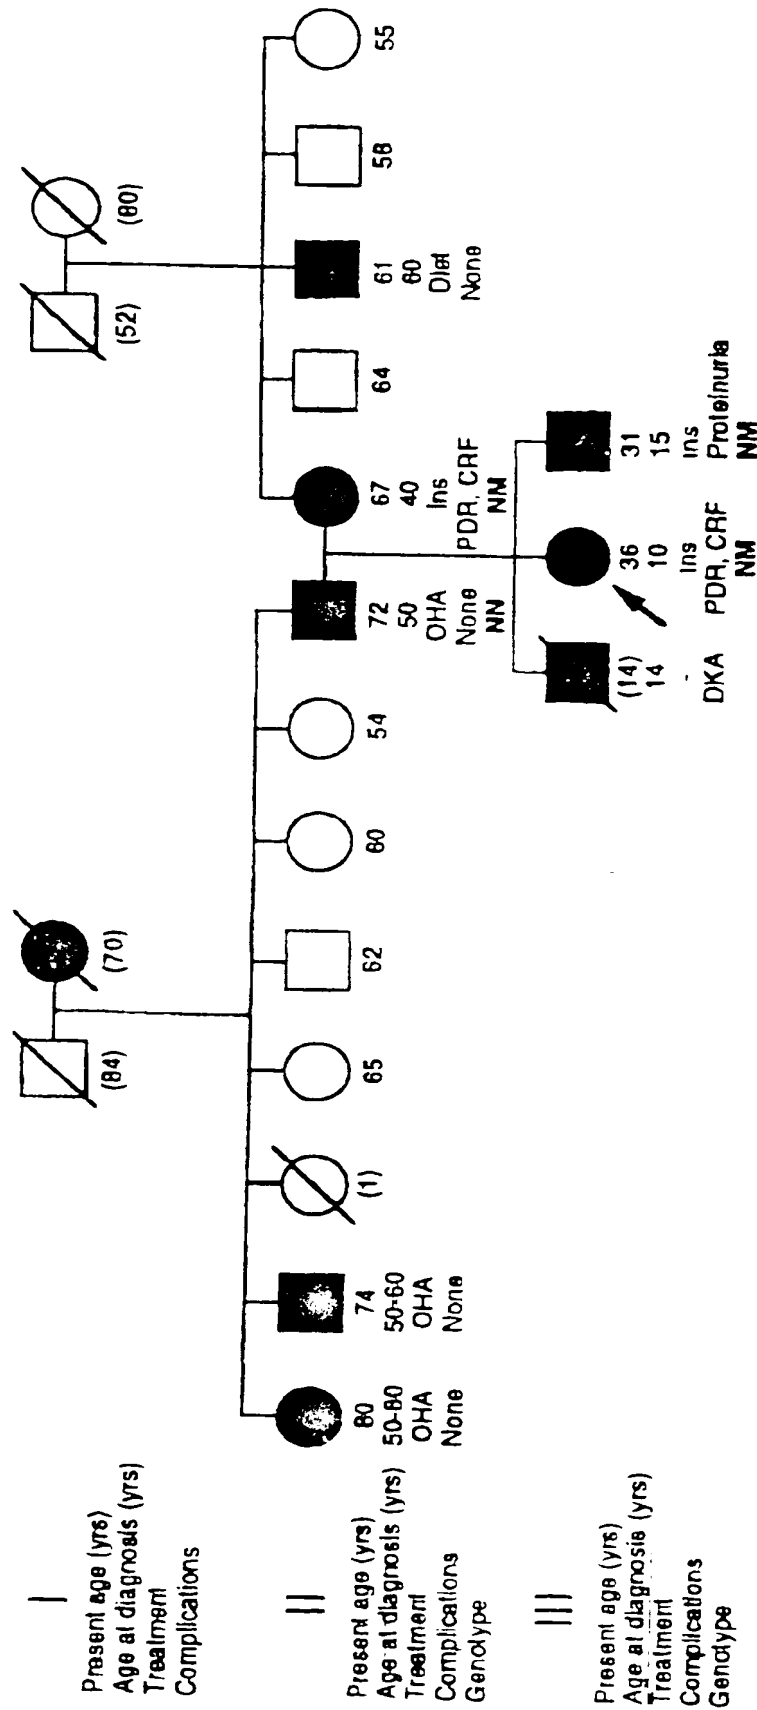 I
Present age (yrs)
Age at diagnosis (yrs)
Treatment
Complications
(84)
(70)
(52)
(80)
II
Present age (yrs)
Age at diagnosis (yrs)
Treatment
Complications
Genotype
80
50-80
OHA
None
74
50-60
OHA
None
(1)
65
62
60
54
72
50
OHA
None
NN
67
40
Ins
PDR, CRF
NM
64
61
60
Diet
None
58
55
III
Present age (yrs)
Age at diagnosis (yrs)
Treatment
Complications
Genotype
(14)
14
-
DKA
36
10
Ins
PDR, CRF
NM
31
15
Ins
Proteinuria
NM